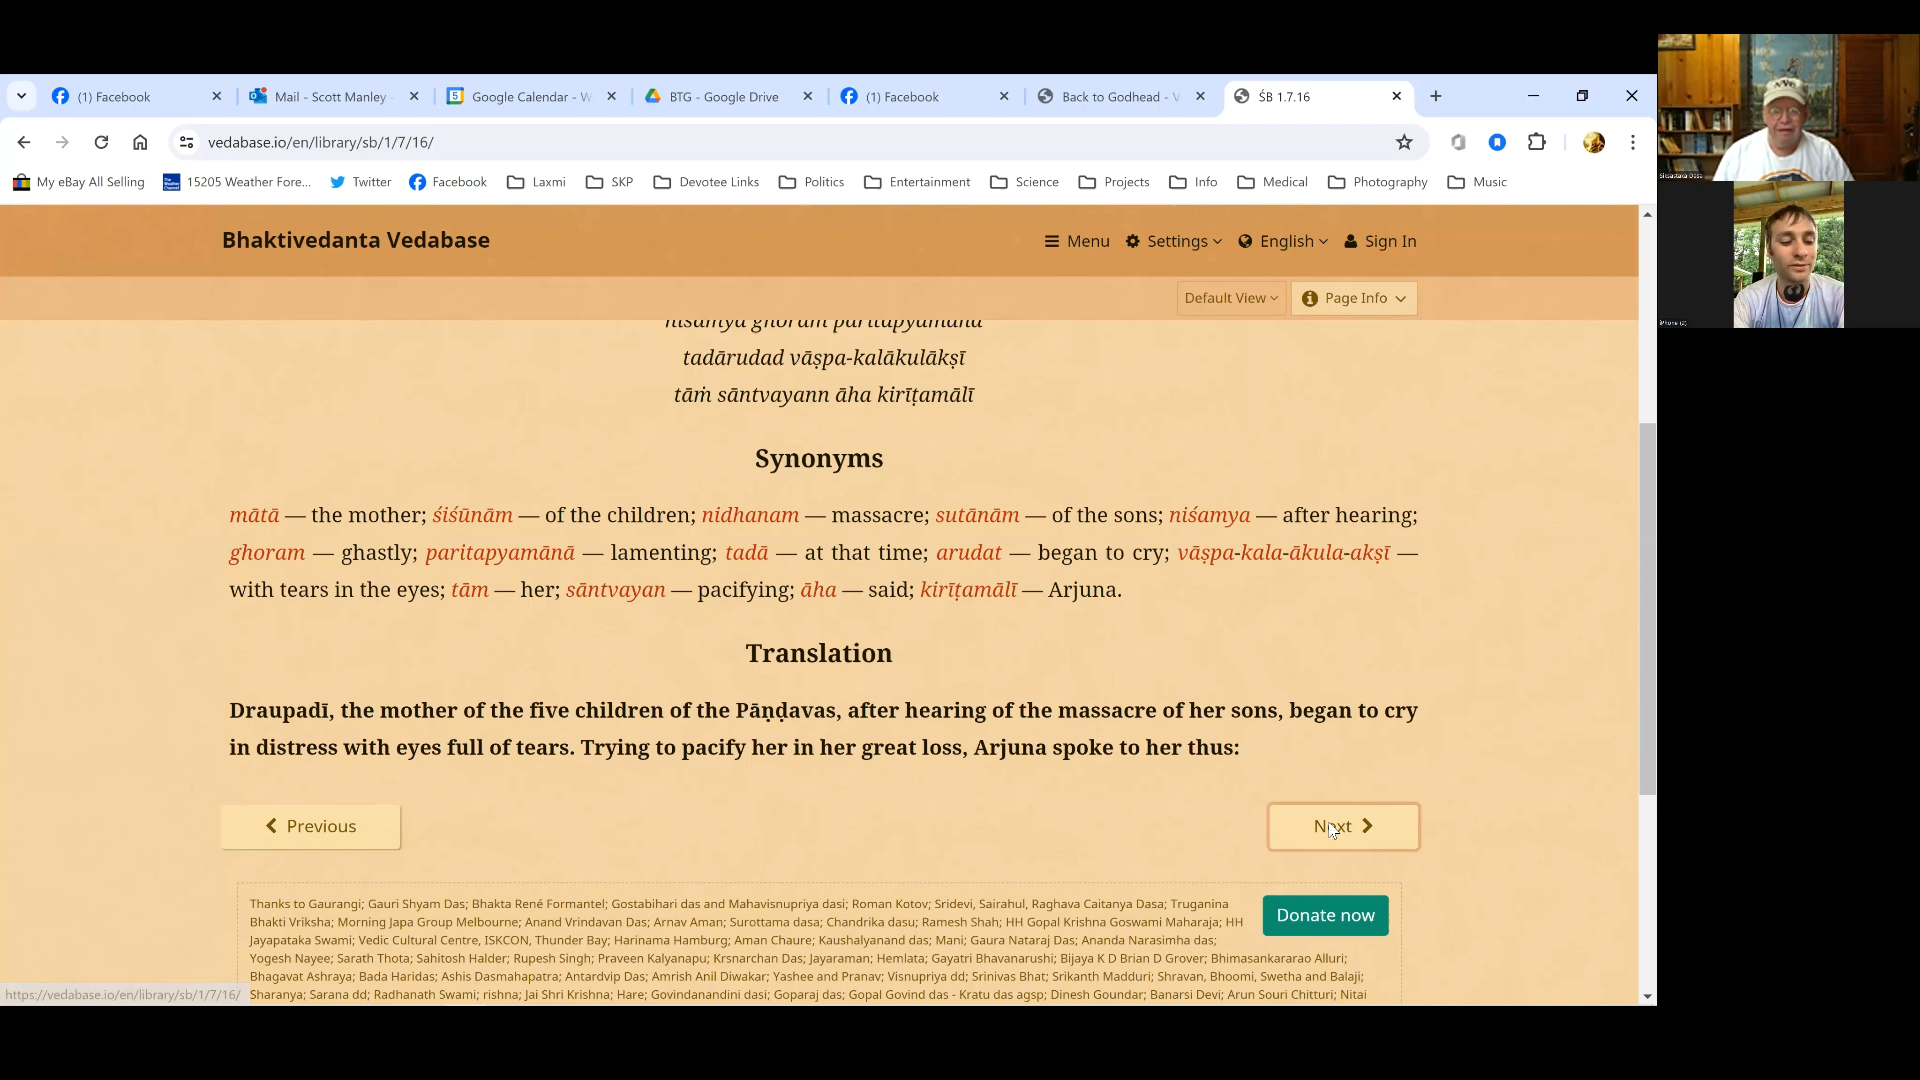 (1) Facebook
Mail - Scott Manley -
Google Calendar - W
BTG - Google Drive
(1) Facebook
Back to Godhead - V
ŚB 1.7.16
vedabase.io/en/library/sb/1/7/16/
My eBay All Selling
15205 Weather Fore...
Twitter
Facebook
Laxmi
SKP
Devotee Links
Politics
Entertainment
Science
Projects
Info
Medical
Photography
Music
Bhaktivedanta Vedabase
Menu
Settings
English
Sign In
Default View
Page Info
niśamya ghoraṁ paritapyamānā
tadārudad vāṣpa-kalākulākṣī
tāṁ sāntvayann āha kirīṭamālī
Synonyms
mātā — the mother; śiśūnām — of the children; nidhanam — massacre; sutānām — of the sons; niśamya — after hearing;
ghoram — ghastly; paritapyamānā — lamenting; tadā — at that time; arudat — began to cry; vāṣpa-kala-ākula-akṣī —
with tears in the eyes; tām — her; sāntvayan — pacifying; āha — said; kirīṭamālī — Arjuna.
Translation
Draupadī, the mother of the five children of the Pāṇḍavas, after hearing of the massacre of her sons, began to cry
in distress with eyes full of tears. Trying to pacify her in her great loss, Arjuna spoke to her thus:
Previous
Next
Thanks to Gaurangi; Gauri Shyam Das; Bhakta René Formantel; Gostabihari das and Mahavisnupriya dasi; Roman Kotov; Sridevi, Sairahul, Raghava Caitanya Dasa; Truganina
Bhakti Vriksha; Morning Japa Group Melbourne; Anand Vrindavan Das; Arnav Aman; Surottama dasa; Chandrika dasu; Ramesh Shah; HH Gopal Krishna Goswami Maharaja; HH
Jayapataka Swami; Vedic Cultural Centre, ISKCON, Thunder Bay; Harinama Hamburg; Aman Chaure; Kaushalyanand das; Mani; Gaura Nataraj Das; Ananda Narasimha das;
Yogesh Nayee; Sarath Thota; Sahitosh Halder; Rupesh Singh; Praveen Kalyanapu; Krsnarchan Das; Jayaraman; Hemlata; Gayatri Bhavanarushi; Bijaya K D Brian D Grover; Bhimasankararao Alluri;
Bhagavat Ashraya; Bada Haridas; Ashis Dasmahapatra; Antardvip Das; Amrish Anil Diwakar; Yashee and Pranav; Visnupriya dd; Srinivas Bhat; Srikanth Madduri; Shravan, Bhoomi, Swetha and Balaji;
Sharanya; Sarana dd; Radhanath Swami; rishna; Jai Shri Krishna; Hare; Govindanandini dasi; Goparaj das; Gopal Govind das - Kratu das agsp; Dinesh Goundar; Banarsi Devi; Arun Souri Chitturi; Nitai
Donate now
https://vedabase.io/en/library/sb/1/7/16/
Siksastaka Dasa
iPhone (2)